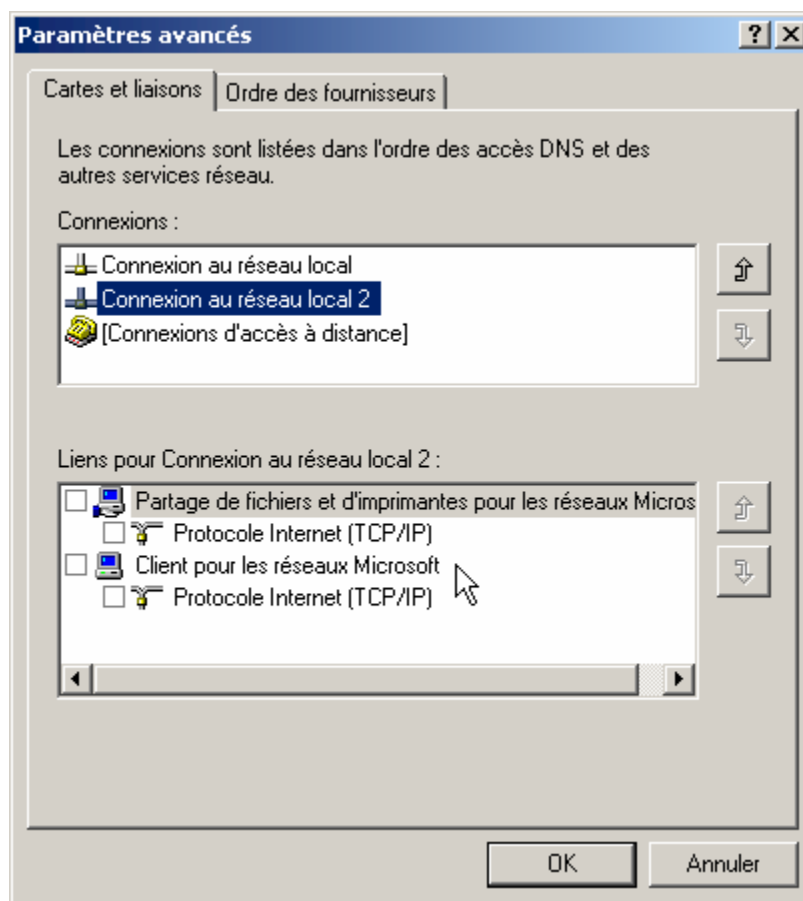 Paramètres avancés
Cartes et liaisons
Ordre des fournisseurs
Les connexions sont listées dans l'ordre des accès DNS et des
autres services réseau.
Connexions :
Connexion au réseau local
Connexion au réseau local 2
[Connexions d'accès à distance]
Liens pour Connexion au réseau local 2 :
Partage de fichiers et d'imprimantes pour les réseaux Micros
Protocole Internet (TCP/IP)
Client pour les réseaux Microsoft
Protocole Internet (TCP/IP)
OK
Annuler